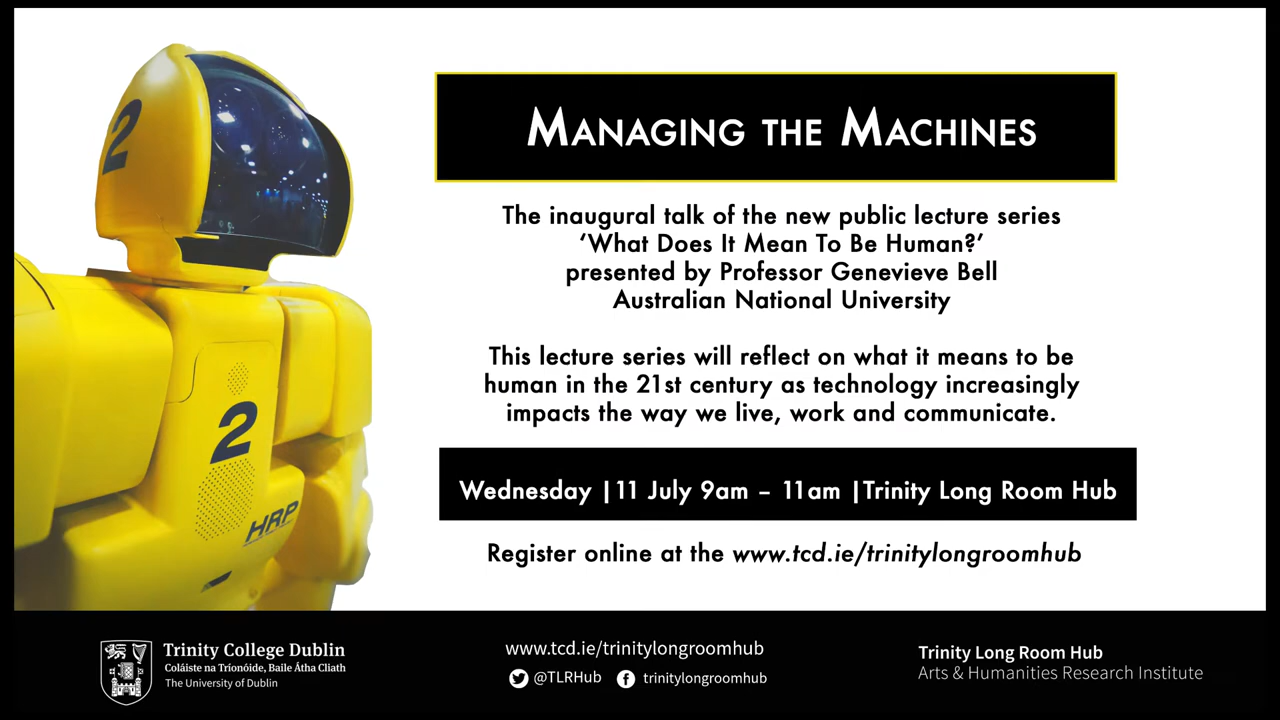 2
2
HRP
MANAGING THE MACHINES
The inaugural talk of the new public lecture series
‘What Does It Mean To Be Human?’
presented by Professor Genevieve Bell
Australian National University
This lecture series will reflect on what it means to be
human in the 21st century as technology increasingly
impacts the way we live, work and communicate.
Wednesday |11 July 9am – 11am |Trinity Long Room Hub
Register online at the www.tcd.ie/trinitylongroomhub
Trinity College Dublin
Coláiste na Tríonóide, Baile Átha Cliath
The University of Dublin
www.tcd.ie/trinitylongroomhub
@TLRHub trinitylongroomhub
Trinity Long Room Hub
Arts & Humanities Research Institute